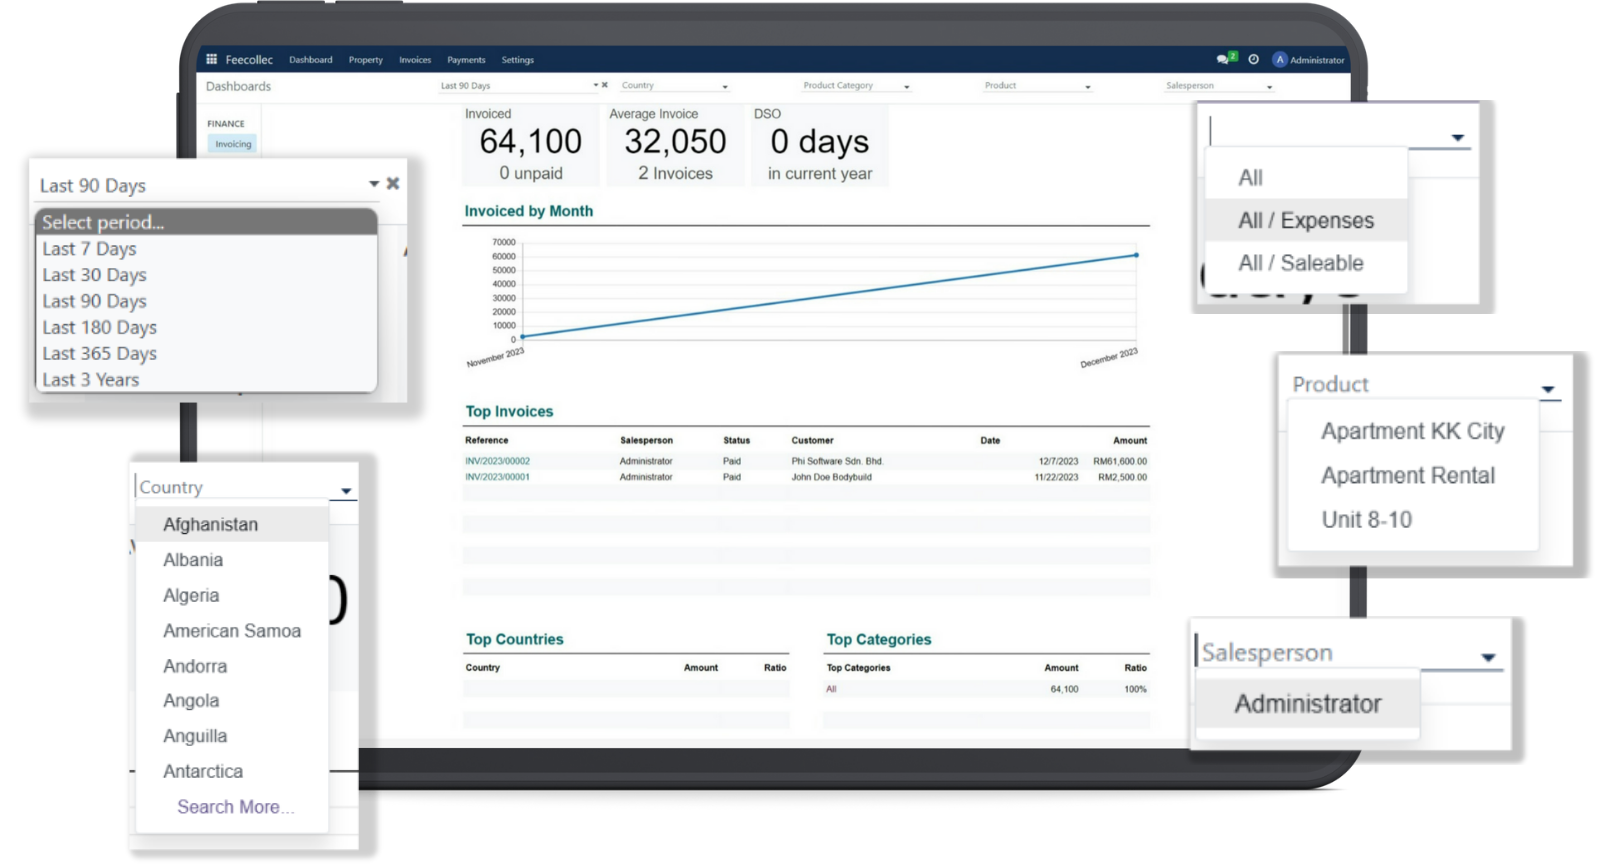 Feecollec Dashboard Property Invoices Payments Settings 2 A Administrator
Dashboards Last 90 Days Country Product Category Product Salesperson
FINANCE
Invoicing
Invoiced Average Invoice DSO
64,100 32,050 0 days
0 unpaid 2 Invoices in current year
Invoiced by Month
70000
60000
50000
40000
30000
20000
10000
0
November 2023 December 2023
Top Invoices
Reference Salesperson Status Customer Date Amount
INV/2023/00002 Administrator Paid Phi Software Sdn. Bhd. 12/7/2023 RM61,600.00
INV/2023/00001 Administrator Paid John Doe Bodybuild 11/22/2023 RM2,500.00
Top Countries
Country Amount Ratio
Top Categories
Top Categories Amount Ratio
All 64,100 100%
Last 90 Days
Select period...
Last 7 Days
Last 30 Days
Last 90 Days
Last 180 Days
Last 365 Days
Last 3 Years
Country
Afghanistan
Albania
Algeria
American Samoa
Andorra
Angola
Anguilla
Antarctica
Search More...
All
All / Expenses
All / Saleable
Product
Apartment KK City
Apartment Rental
Unit 8-10
Salesperson
Administrator